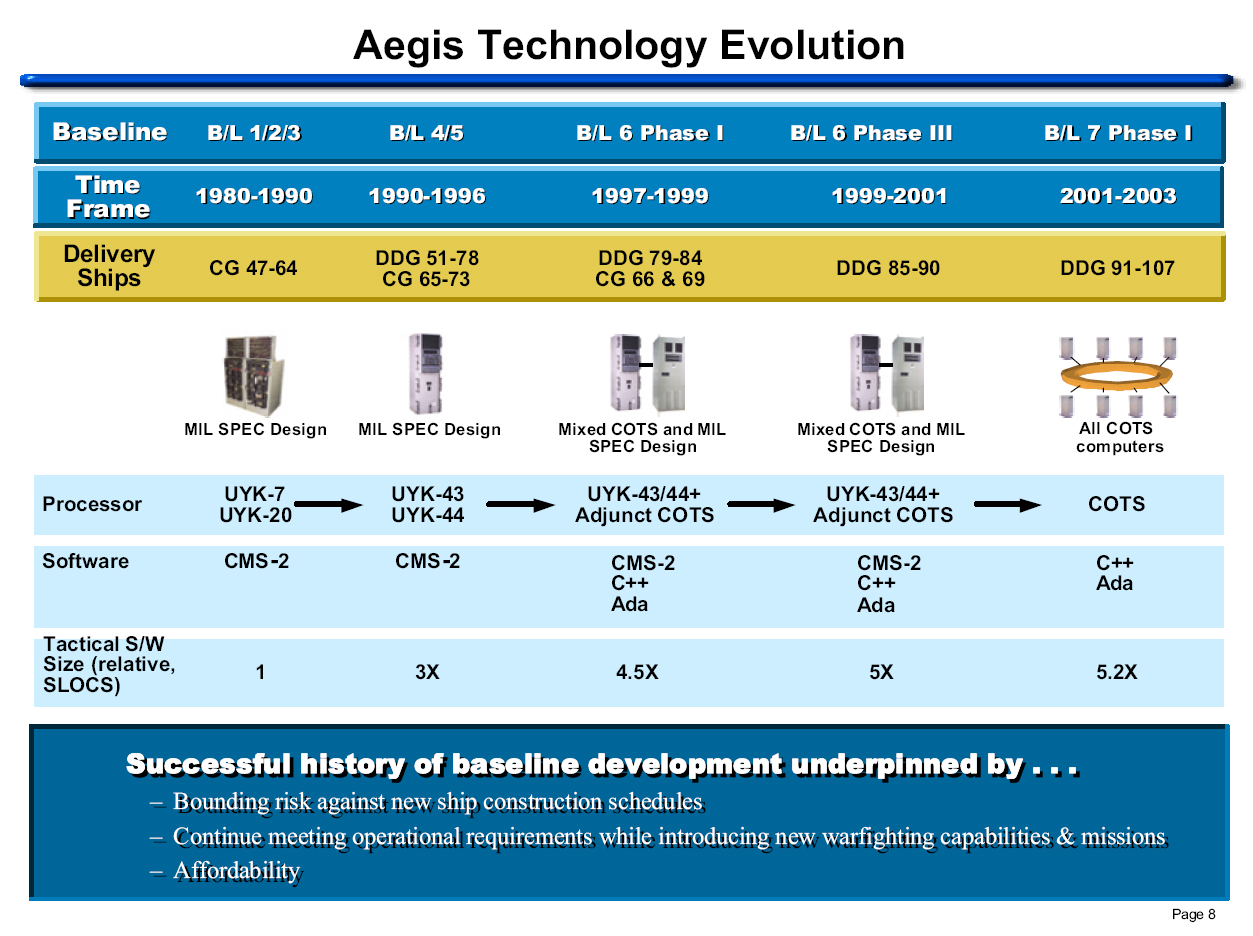 Aegis Technology Evolution
Baseline B/L 1/2/3 B/L 4/5 B/L 6 Phase I B/L 6 Phase III B/L 7 Phase I
Time
Frame
1980-1990 1990-1996 1997-1999 1999-2001 2001-2003
Delivery
Ships
CG 47-64
DDG 51-78
CG 65-73
DDG 79-84
CG 66 & 69
DDG 85-90
DDG 91-107
MIL SPEC Design
MIL SPEC Design
Mixed COTS and MIL
SPEC Design
Mixed COTS and MIL
SPEC Design
All COTS
computers
Processor
UYK-7
UYK-20
UYK-43
UYK-44
UYK-43/44+
Adjunct COTS
UYK-43/44+
Adjunct COTS
COTS
Software
CMS-2
CMS-2
CMS-2
C++
Ada
CMS-2
C++
Ada
C++
Ada
Tactical S/W
Size (relative,
SLOCS)
1 3X 4.5X 5X 5.2X
Successful history of baseline development underpinned by . . .
– Bounding risk against new ship construction schedules
– Continue meeting operational requirements while introducing new warfighting capabilities & missions
– Affordability
Page 8